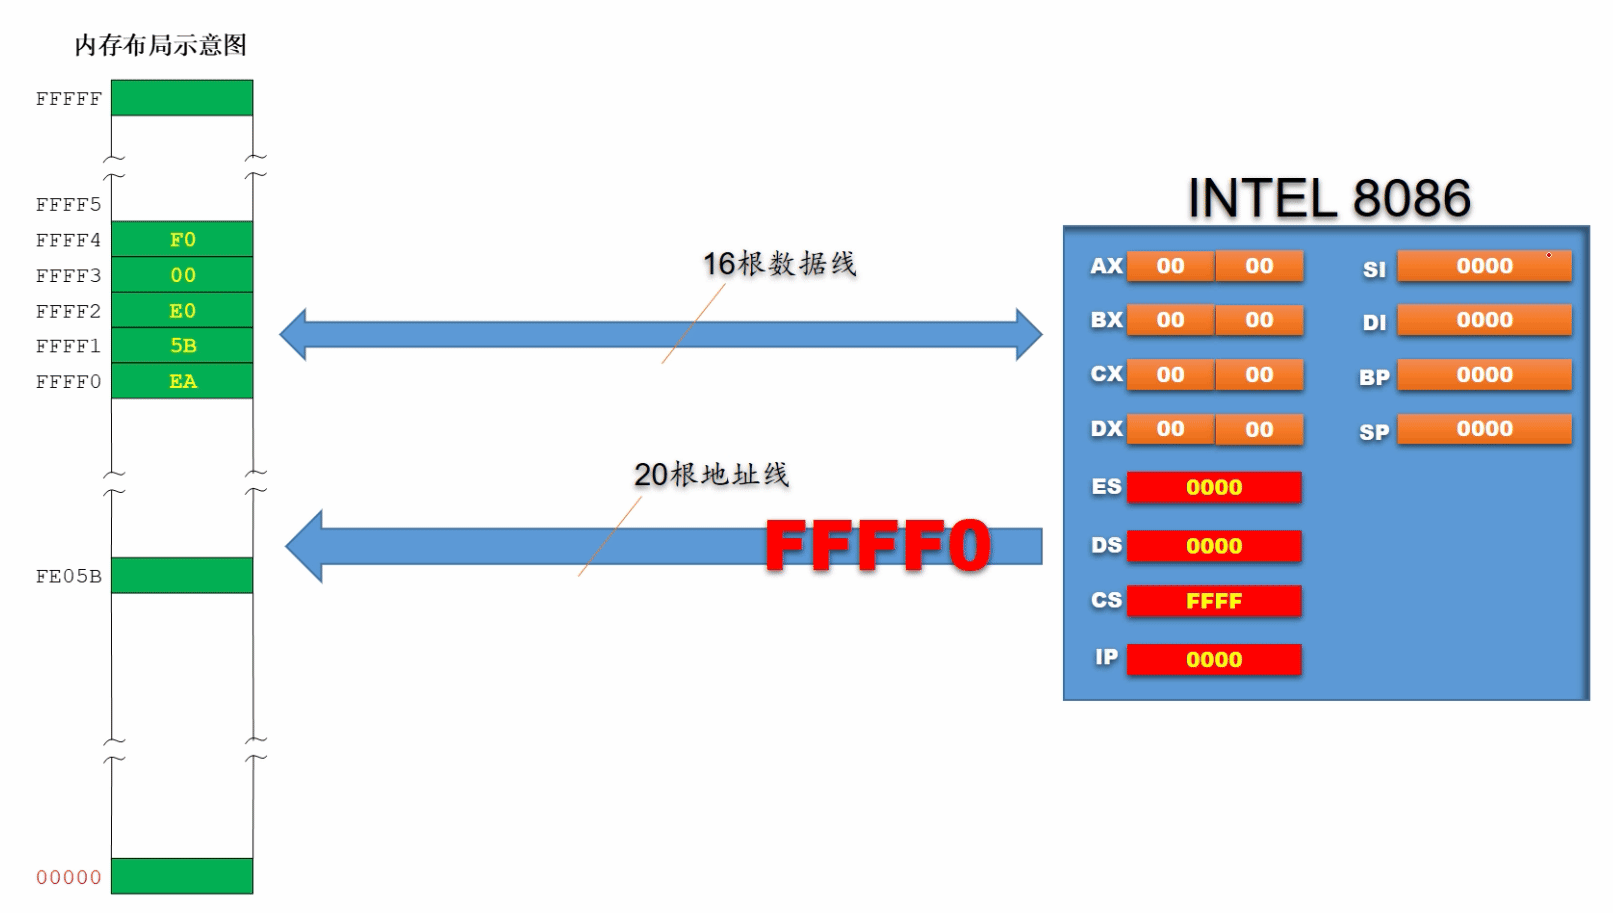 内存布局示意图
FFFFF
FFFF5
FFFF4 F0
FFFF3 00
FFFF2 E0
FFFF1 5B
FFFF0 EA
FE05B
00000
16根数据线
20根地址线
FFFF0
INTEL 8086
AX 00 00 SI 0000
BX 00 00 DI 0000
CX 00 00 BP 0000
DX 00 00 SP 0000
ES 0000
DS 0000
CS FFFF
IP 0000